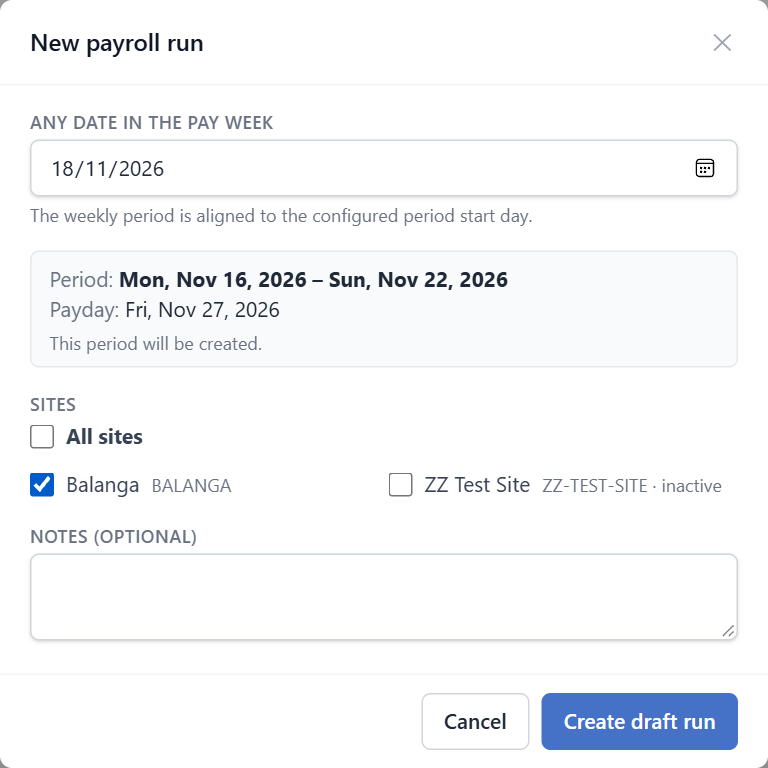 New payroll run
ANY DATE IN THE PAY WEEK
18/11/2026
The weekly period is aligned to the configured period start day.
Period: Mon, Nov 16, 2026 – Sun, Nov 22, 2026
Payday: Fri, Nov 27, 2026
This period will be created.
SITES
All sites
Balanga BALANGA
ZZ Test Site ZZ-TEST-SITE · inactive
NOTES (OPTIONAL)
Cancel
Create draft run